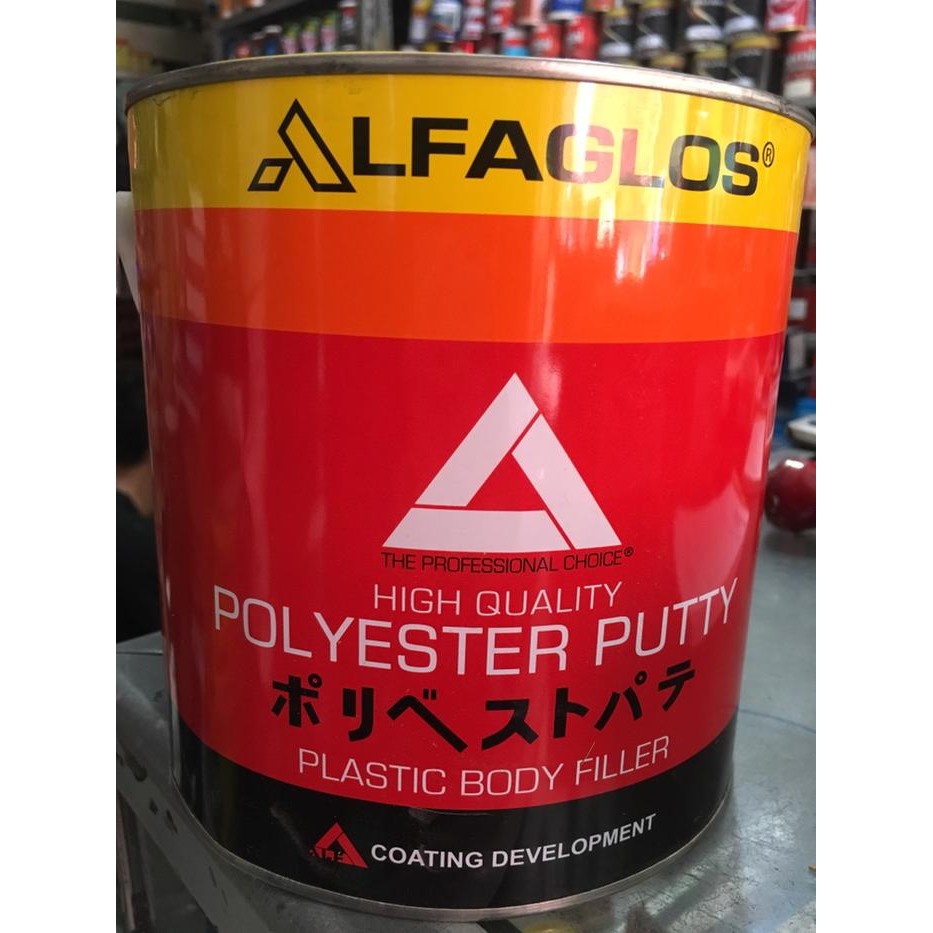 ALFAGLOS®
THE PROFESSIONAL CHOICE®
HIGH QUALITY
POLYESTER PUTTY
ポリベストパテ
PLASTIC BODY FILLER
COATING DEVELOPMENT